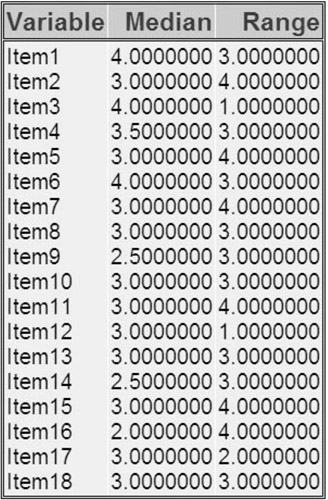 Variable Median Range
Item1 4.0000000 3.0000000
Item2 3.0000000 4.0000000
Item3 4.0000000 1.0000000
Item4 3.5000000 3.0000000
Item5 3.0000000 4.0000000
Item6 4.0000000 3.0000000
Item7 3.0000000 4.0000000
Item8 3.0000000 3.0000000
Item9 2.5000000 3.0000000
Item10 3.0000000 3.0000000
Item11 3.0000000 4.0000000
Item12 3.0000000 1.0000000
Item13 3.0000000 3.0000000
Item14 2.5000000 3.0000000
Item15 3.0000000 4.0000000
Item16 2.0000000 4.0000000
Item17 3.0000000 2.0000000
Item18 3.0000000 3.0000000